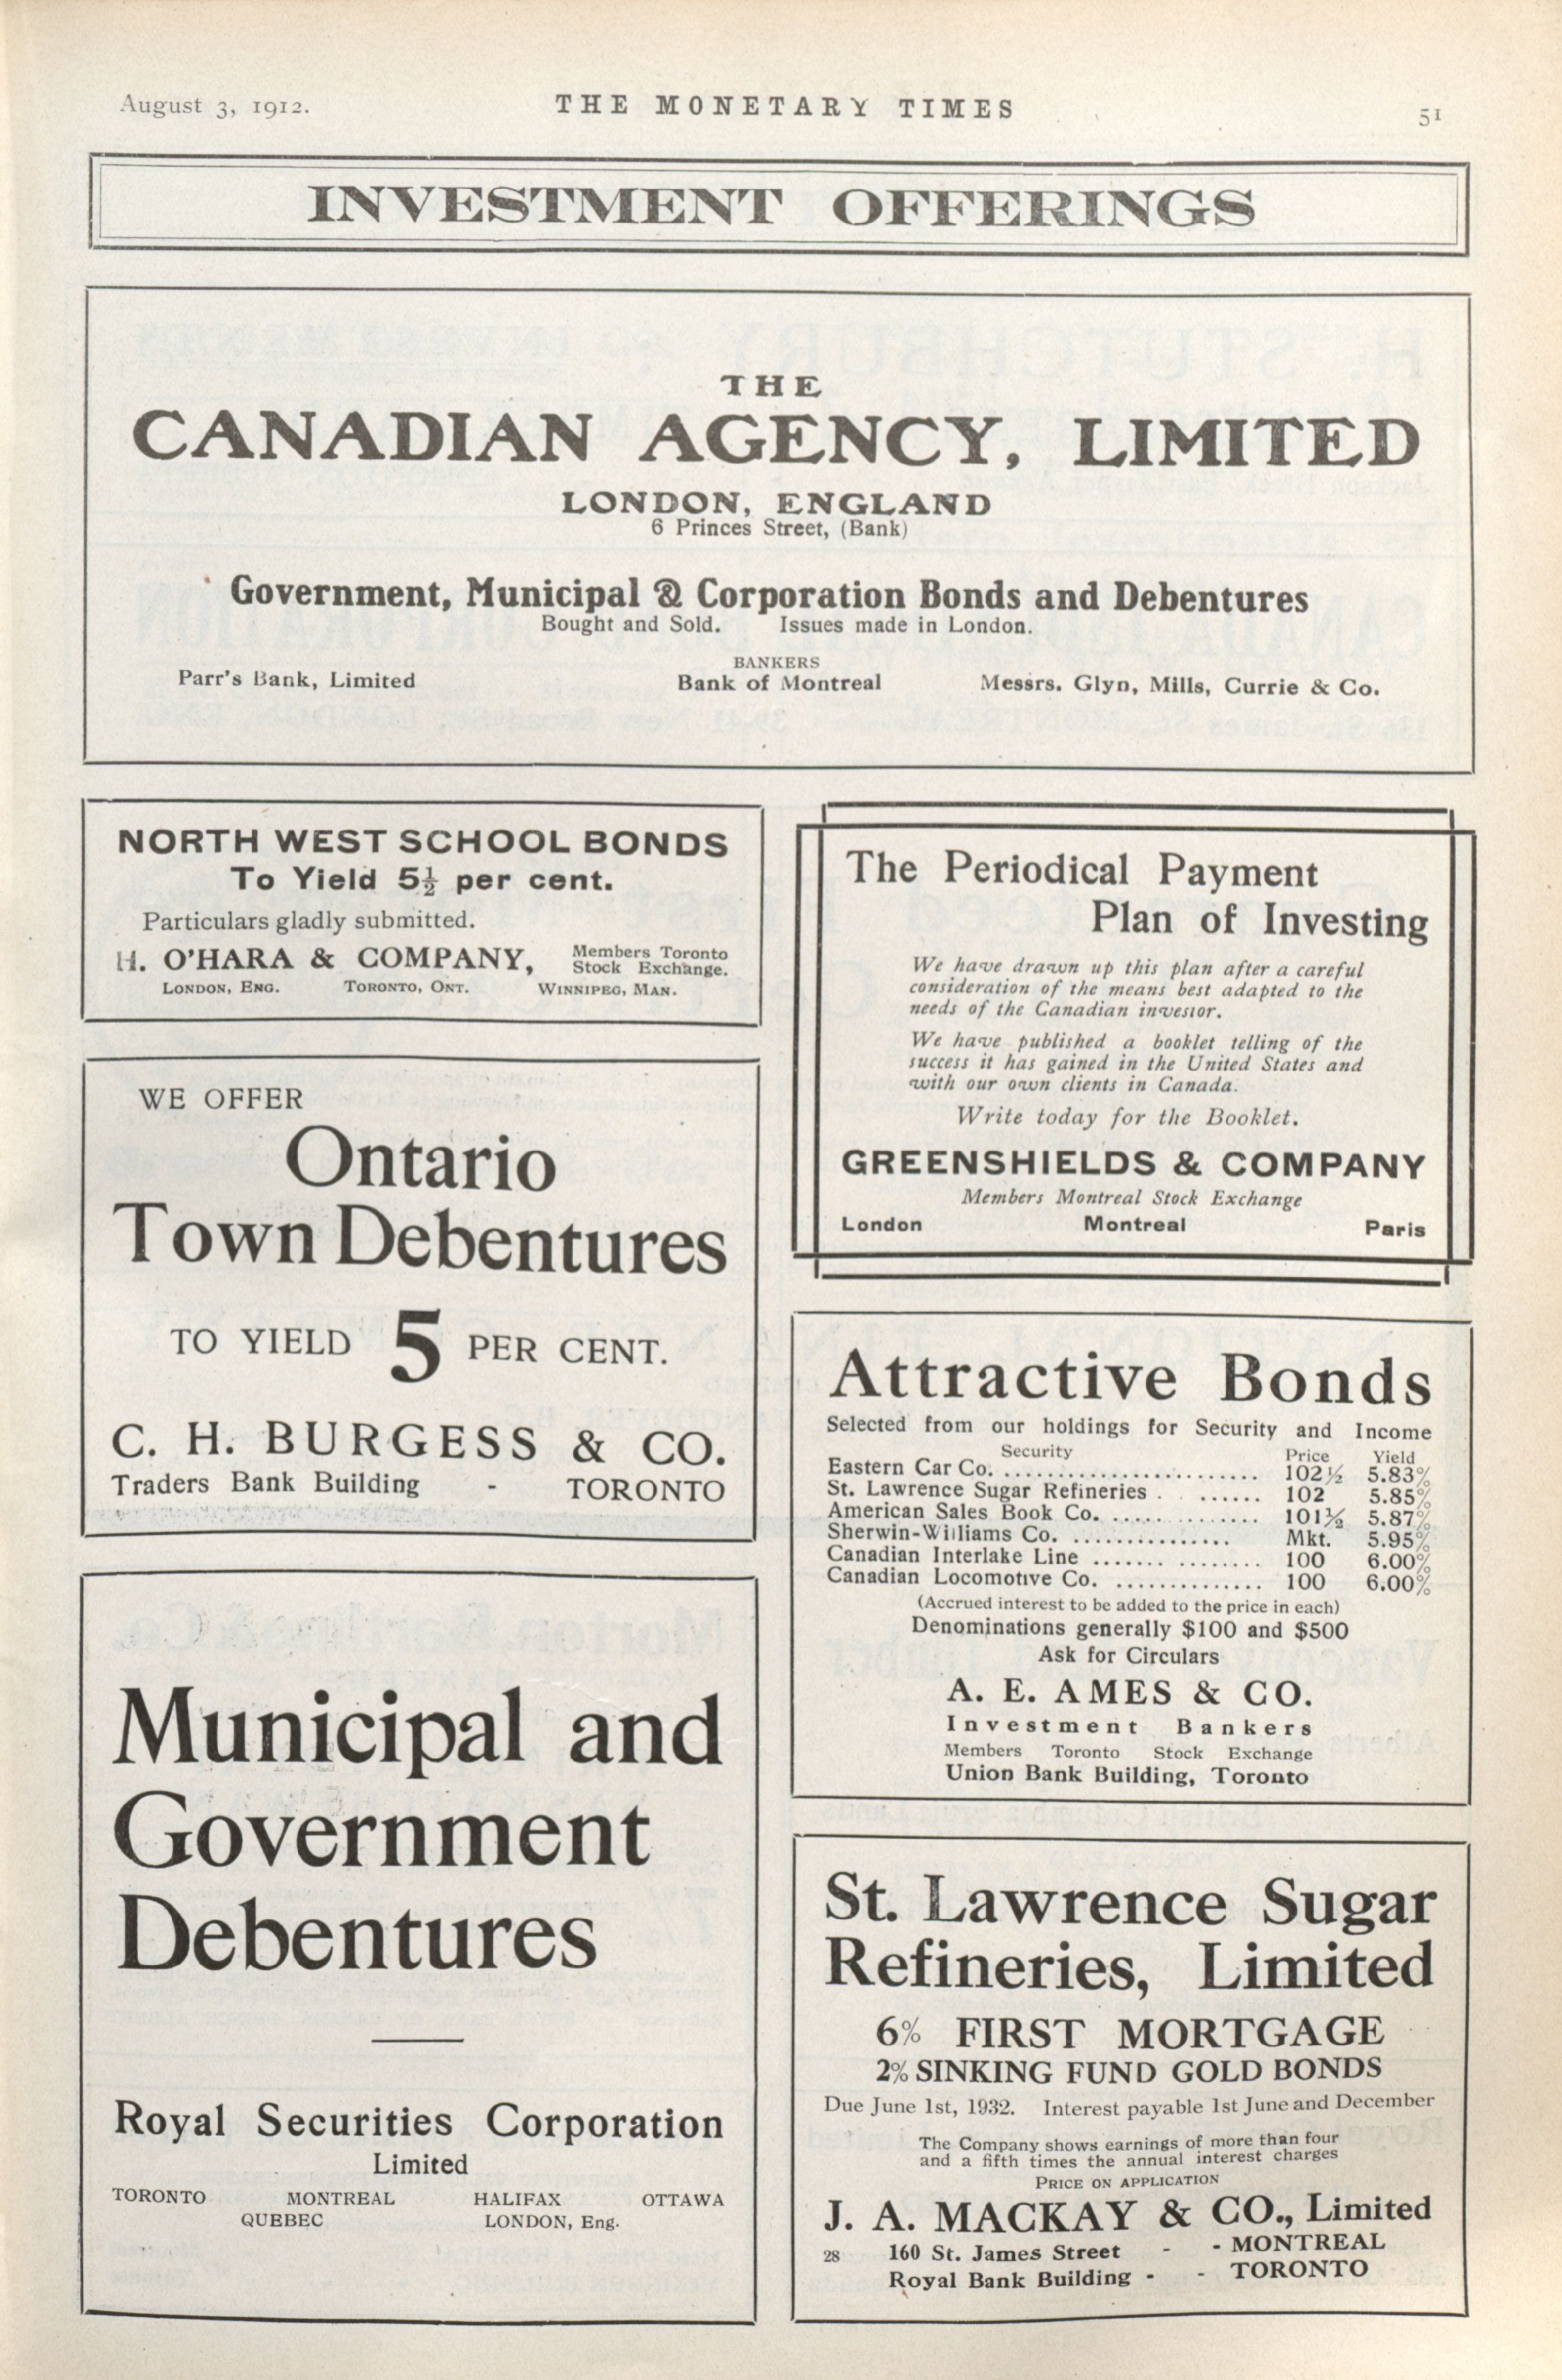 August 3, 1912.
THE MONETARY TIMES
51
INVESTMENT OFFERINGS
THE
CANADIAN AGENCY, LIMITED
LONDON, ENGLAND
6 Princes Street, (Bank)
Government, Municipal & Corporation Bonds and Debentures
Bought and Sold. Issues made in London.
BANKERS
Parr's Bank, Limited Bank of Montreal Messrs. Glyn, Mills, Currie & Co.
NORTH WEST SCHOOL BONDS
To Yield 5½ per cent.
Particulars gladly submitted.
H. O'HARA & COMPANY, Members Toronto
Stock Exchange.
LONDON, ENG. TORONTO, ONT. WINNIPEG, MAN.
WE OFFER
Ontario
Town Debentures
TO YIELD 5 PER CENT.
C. H. BURGESS & CO.
Traders Bank Building - TORONTO
Municipal and
Government
Debentures
Royal Securities Corporation
Limited
TORONTO MONTREAL HALIFAX OTTAWA
QUEBEC LONDON, Eng.
The Periodical Payment
Plan of Investing
We have drawn up this plan after a careful
consideration of the means best adapted to the
needs of the Canadian investor.
We have published a booklet telling of the
success it has gained in the United States and
with our own clients in Canada.
Write today for the Booklet.
GREENSHIELDS & COMPANY
Members Montreal Stock Exchange
London Montreal Paris
Attractive Bonds
Selected from our holdings for Security and Income
Security Price Yield
Eastern Car Co. .......................... 102½ 5.83%
St. Lawrence Sugar Refineries . ...... 102 5.85%
American Sales Book Co. ................ 101½ 5.87%
Sherwin-Williams Co. ................ Mkt. 5.95%
Canadian Interlake Line ....... ........ 100 6.00%
Canadian Locomotive Co. .............. 100 6.00%
(Accrued interest to be added to the price in each)
Denominations generally $100 and $500
Ask for Circulars
A. E. AMES & CO.
Investment Bankers
Members Toronto Stock Exchange
Union Bank Building, Toronto
St. Lawrence Sugar
Refineries, Limited
6% FIRST MORTGAGE
2% SINKING FUND GOLD BONDS
Due June 1st, 1932. Interest payable 1st June and December
The Company shows earnings of more than four
and a fifth times the annual interest charges
PRICE ON APPLICATION
J. A. MACKAY & CO., Limited
28 160 St. James Street - - MONTREAL
Royal Bank Building - - TORONTO